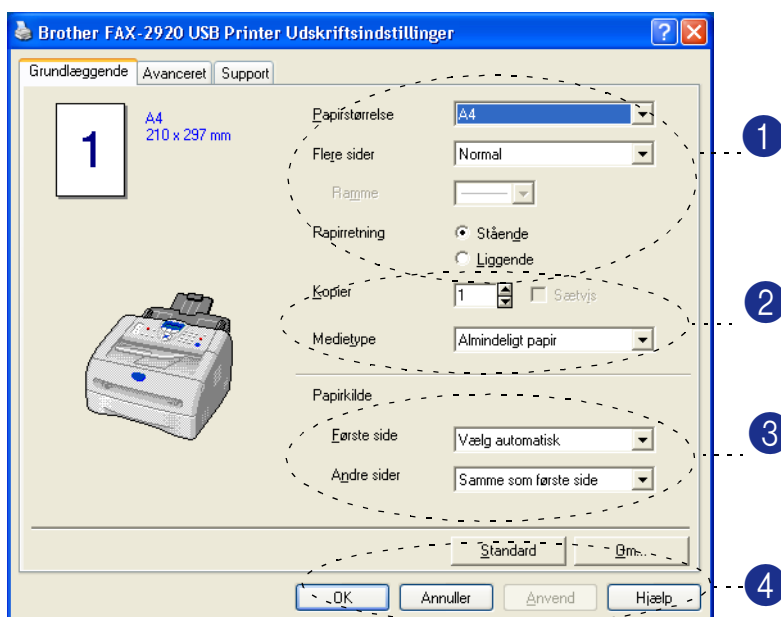 Brother FAX-2920 USB Printer Udskriftsindstillinger
Grundlæggende Avanceret Support
1
A4
210 x 297 mm
Papirstørrelse A4
Flere sider Normal
Ramme
Papirretning Stående
Liggende
1
Kopier 1 Sætvis
Medietype Almindeligt papir
2
Papirkilde
Første side Vælg automatisk
Andre sider Samme som første side
3
Standard Om...
OK Annuller Anvend Hjælp
4